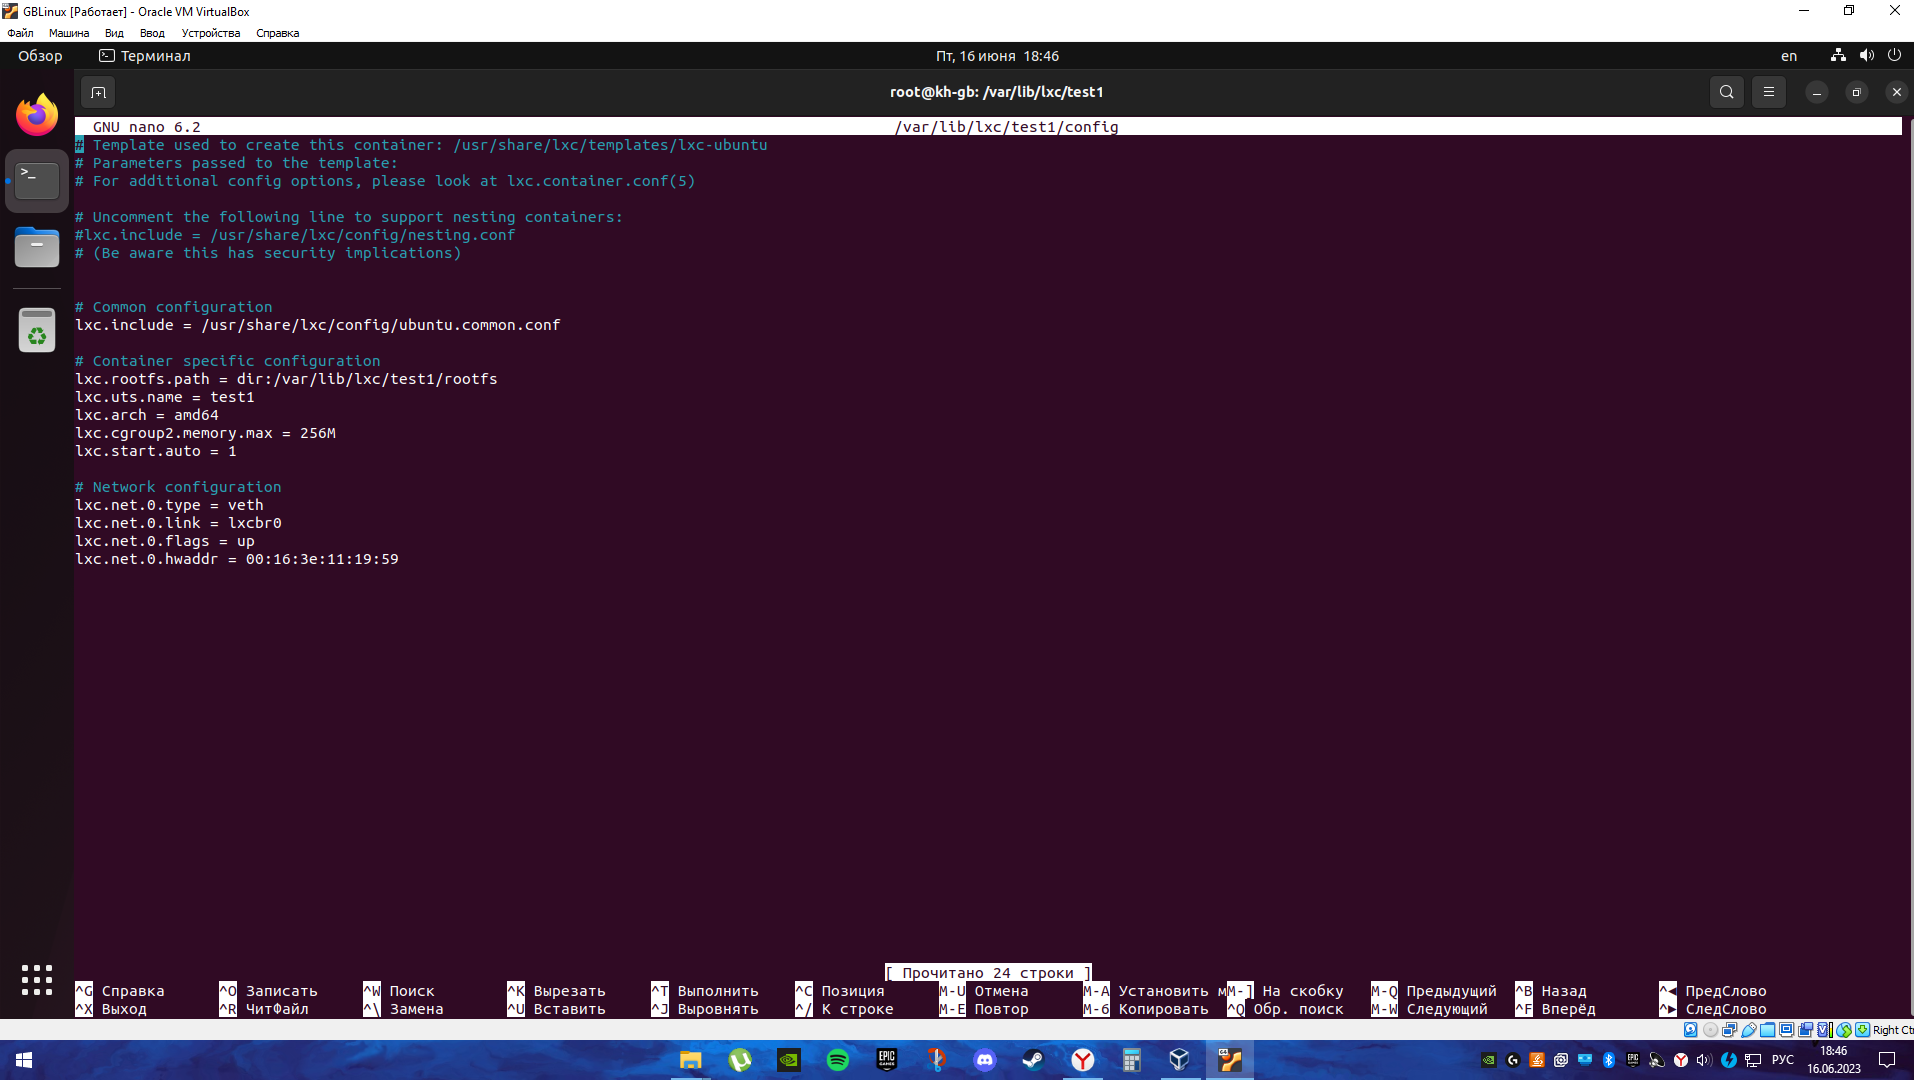 GBLinux [Работает] - Oracle VM VirtualBox
Файл Машина Вид Ввод Устройства Справка
Обзор Терминал Пт, 16 июня 18:46 en
root@kh-gb: /var/lib/lxc/test1
GNU nano 6.2 /var/lib/lxc/test1/config
# Template used to create this container: /usr/share/lxc/templates/lxc-ubuntu
# Parameters passed to the template:
# For additional config options, please look at lxc.container.conf(5)
# Uncomment the following line to support nesting containers:
#lxc.include = /usr/share/lxc/config/nesting.conf
# (Be aware this has security implications)
# Common configuration
lxc.include = /usr/share/lxc/config/ubuntu.common.conf
# Container specific configuration
lxc.rootfs.path = dir:/var/lib/lxc/test1/rootfs
lxc.uts.name = test1
lxc.arch = amd64
lxc.cgroup2.memory.max = 256M
lxc.start.auto = 1
# Network configuration
lxc.net.0.type = veth
lxc.net.0.link = lxcbr0
lxc.net.0.flags = up
lxc.net.0.hwaddr = 00:16:3e:11:19:59
[ Прочитано 24 строки ]
^G Справка ^O Записать ^W Поиск ^K Вырезать ^T Выполнить ^C Позиция M-U Отмена M-A Установить мM-] На скобку M-Q Предыдущий ^B Назад ^◀ ПредСлово
^X Выход ^R ЧитФайл ^\ Замена ^U Вставить ^J Выровнять ^/ К строке M-E Повтор M-6 Копировать ^Q Обр. поиск M-W Следующий ^F Вперёд ^▶ СледСлово
Right Ct
EPIC GAMES
РУС 18:46
16.06.2023